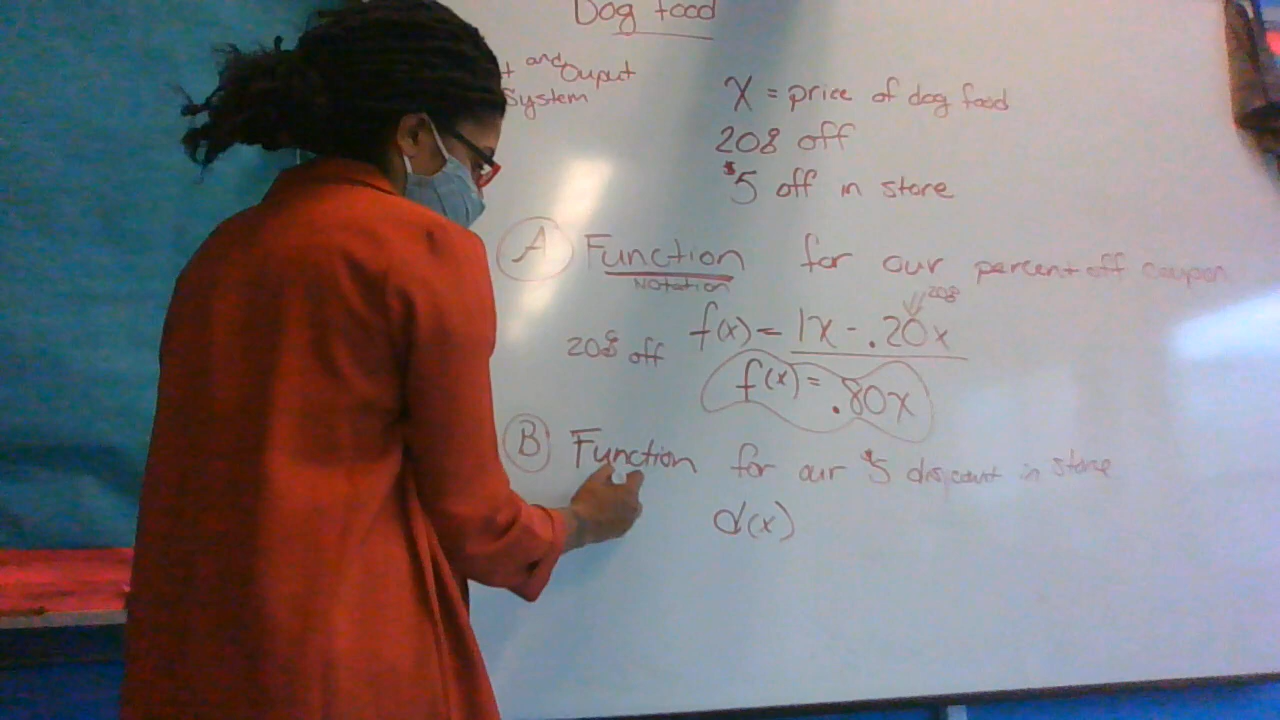 Dog food
and Ouput
System
X = price of dog food
20% off
$5 off in store
A Function for our percent off coupon
Notation
20%
20% off f(x) = 1x - .20x
f(x) = .80x
B Function for our $5 discount in store
d(x)